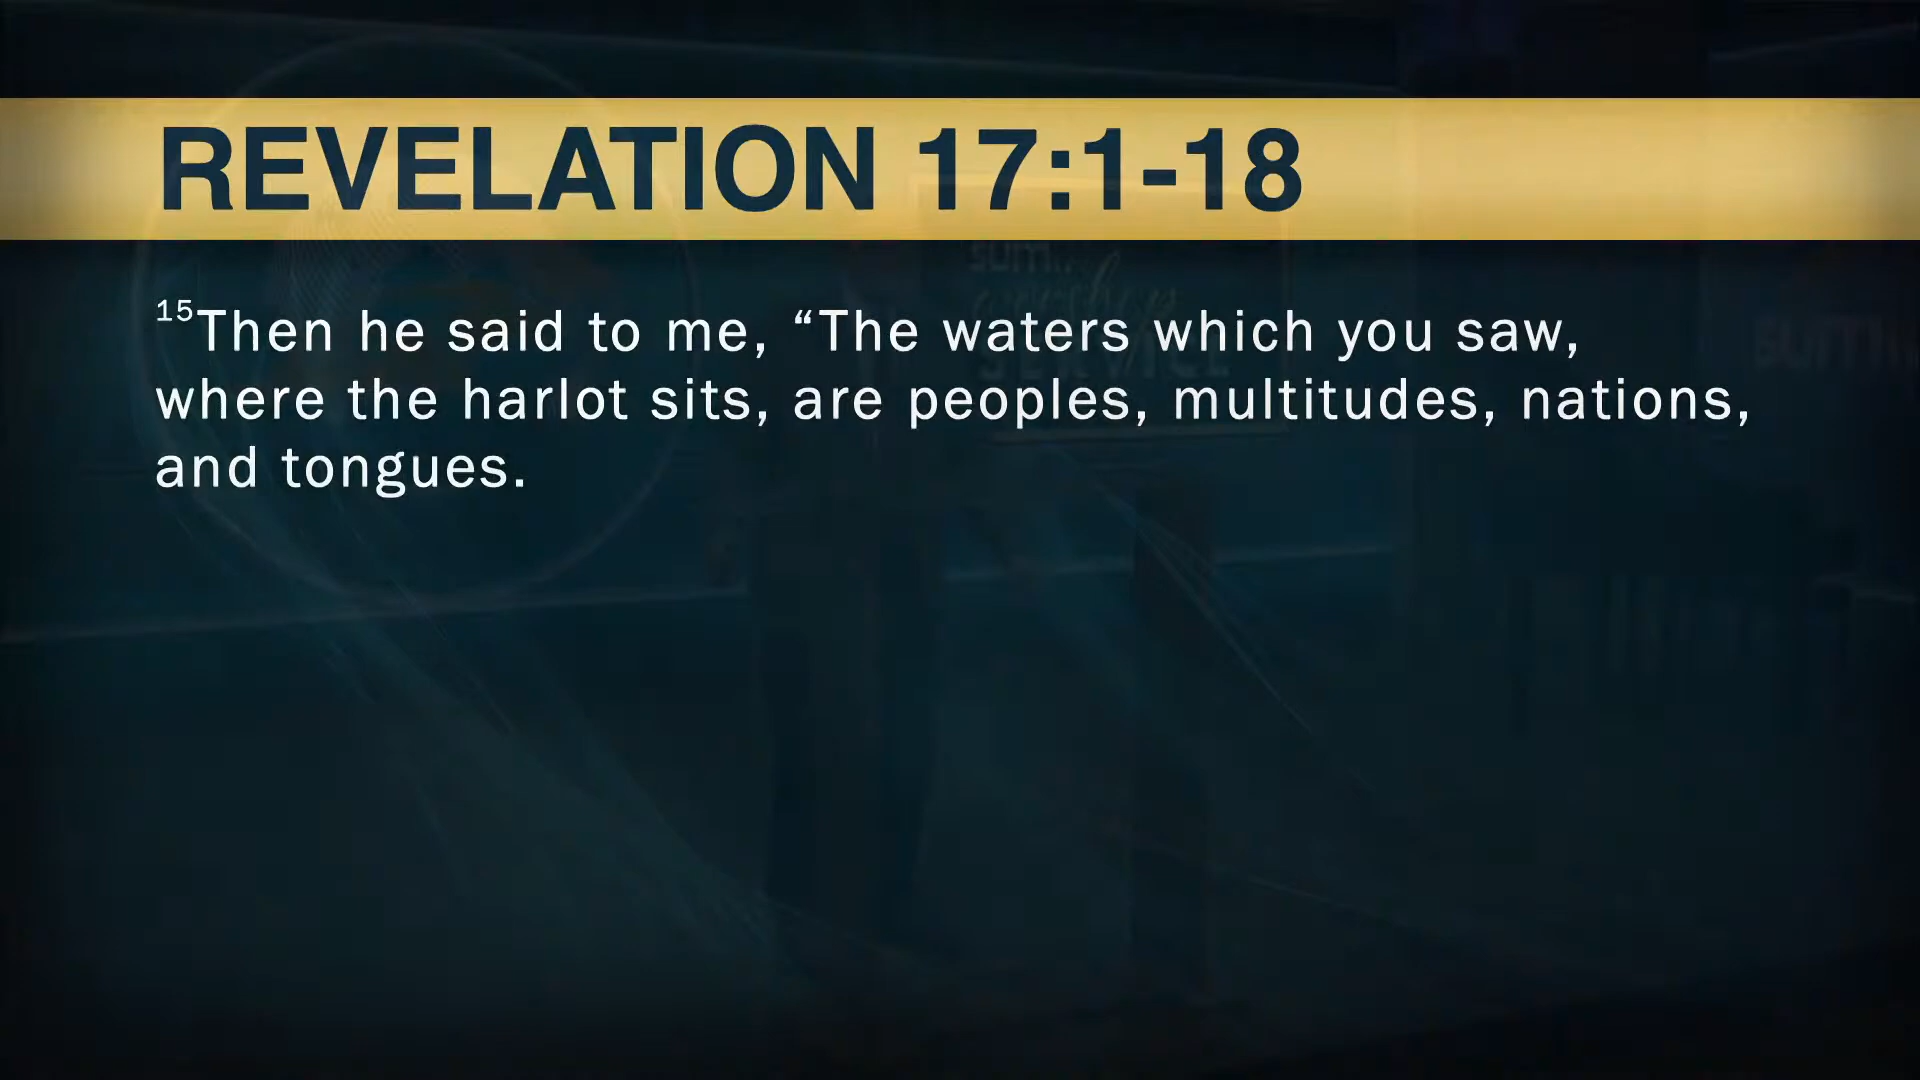 REVELATION 17:1-18
15Then he said to me, “The waters which you saw,
where the harlot sits, are peoples, multitudes, nations,
and tongues.